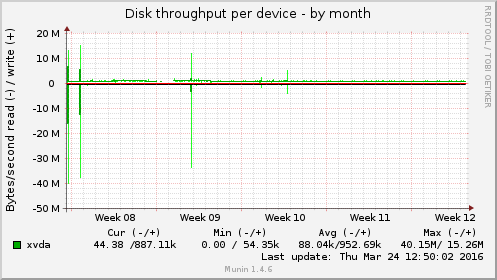 Disk throughput per device - by month
RRDTOOL / TOBI OETIKER
Bytes/second read (-) / write (+)
20 M
10 M
0
-10 M
-20 M
-30 M
-40 M
-50 M
Week 08 Week 09 Week 10 Week 11 Week 12
Cur (-/+) Min (-/+) Avg (-/+) Max (-/+)
xvda 44.38 /887.11k 0.00 / 54.35k 88.04k/952.69k 40.15M/ 15.26M
Last update: Thu Mar 24 12:50:02 2016
Munin 1.4.6